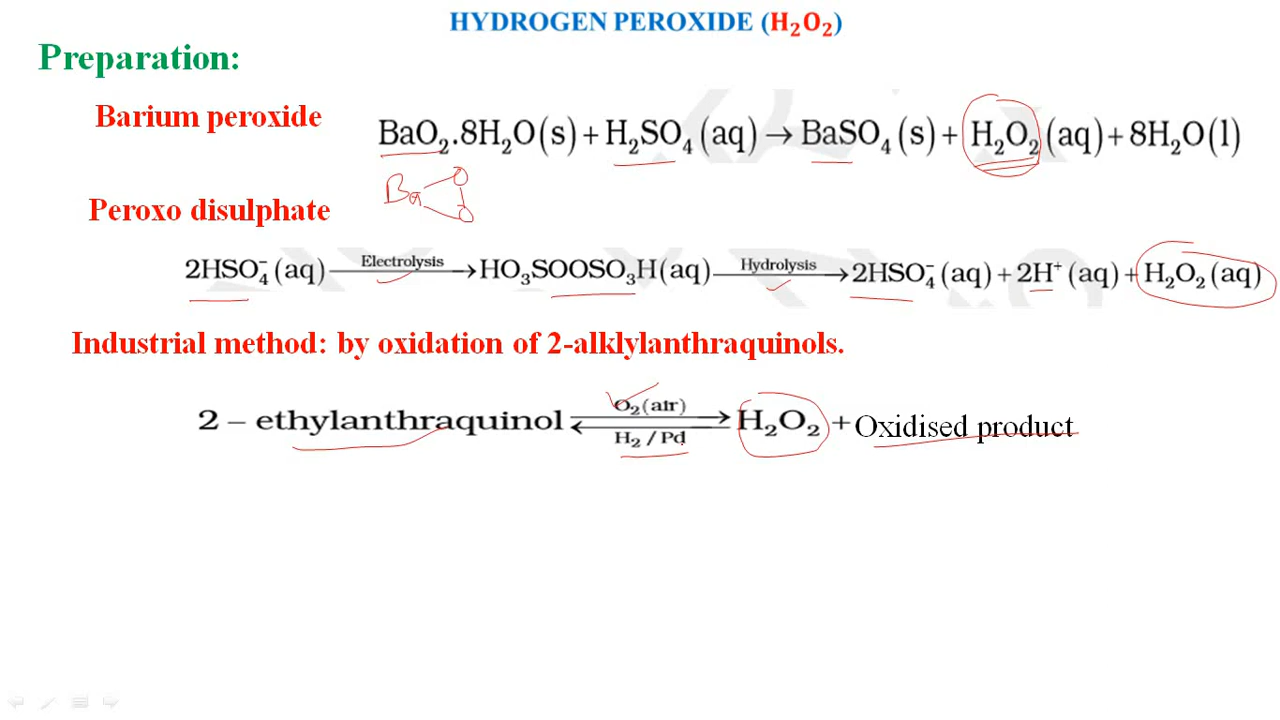 HYDROGEN PEROXIDE (H₂O₂)
Preparation:
Barium peroxide
BaO₂.8H₂O(s) + H₂SO₄(aq) → BaSO₄(s) + H₂O₂(aq) + 8H₂O(l)
Ba O O
Peroxo disulphate
2HSO₄⁻(aq) —Electrolysis→ HO₃SOOSO₃H(aq) —Hydrolysis→ 2HSO₄⁻(aq) + 2H⁺(aq) + H₂O₂(aq)
Industrial method: by oxidation of 2-alklylanthraquinols.
2 – ethylanthraquinol ⇌ O₂(air) H₂/Pd H₂O₂ + Oxidised product